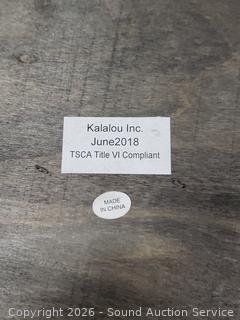 Kalalou Inc.
June2018
TSCA Title VI Compliant
MADE
IN CHINA
Copyright 2026 - Sound Auction Service